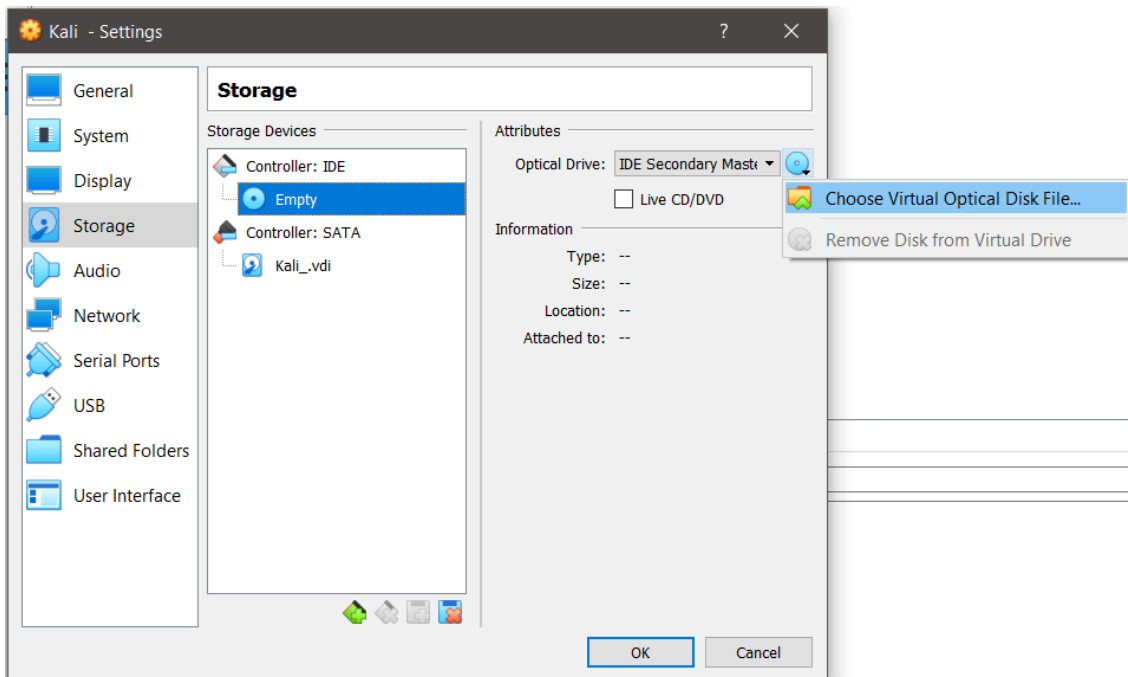 Kali - Settings
?
General
System
Display
Storage
Audio
Network
Serial Ports
USB
Shared Folders
User Interface
Storage
Storage Devices
Controller: IDE
Empty
Controller: SATA
Kali_.vdi
Attributes
Optical Drive: IDE Secondary
Live CD/DVD
Choose Virtual Optical Disk File...
Remove Disk from Virtual Drive
Information
Type: --
Size: --
Location: --
Attached to: --
OK
Cancel